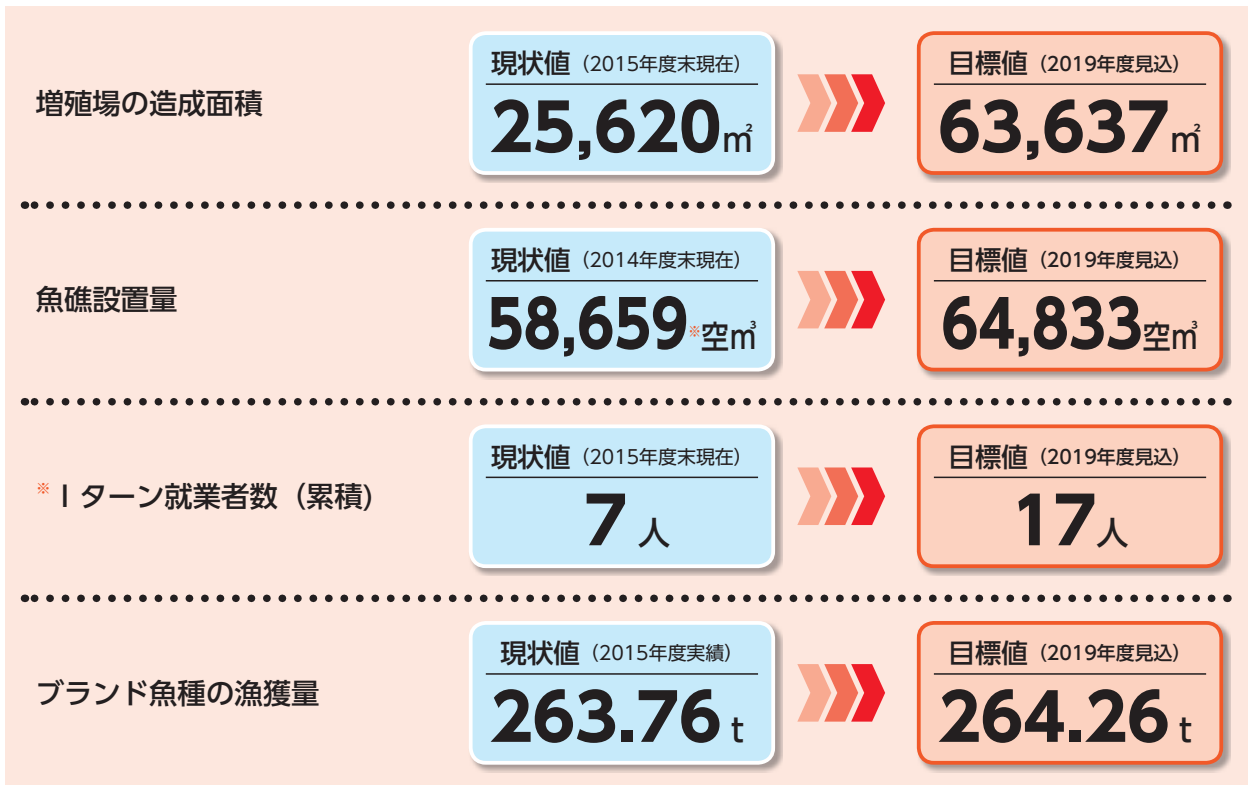 増殖場の造成面積
現状値（2015年度末現在）
25,620㎡
目標値（2019年度見込）
63,637㎡
魚礁設置量
現状値（2014年度末現在）
58,659※空㎥
目標値（2019年度見込）
64,833空㎥
※Iターン就業者数（累積)
現状値（2015年度末現在）
7人
目標値（2019年度見込）
17人
ブランド魚種の漁獲量
現状値（2015年度実績）
263.76 t
目標値（2019年度見込）
264.26 t